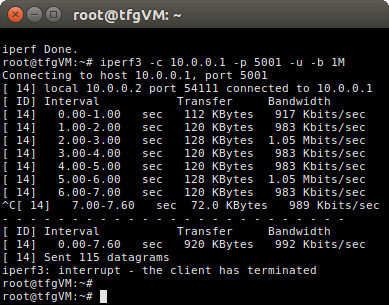 root@tfgVM: ~
iperf Done.
root@tfgVM:~# iperf3 -c 10.0.0.1 -p 5001 -u -b 1M
Connecting to host 10.0.0.1, port 5001
[ 14] local 10.0.0.2 port 54111 connected to 10.0.0.1
[ ID] Interval           Transfer     Bandwidth
[ 14]   0.00-1.00   sec   112 KBytes   917 Kbits/sec
[ 14]   1.00-2.00   sec   120 KBytes   983 Kbits/sec
[ 14]   2.00-3.00   sec   128 KBytes  1.05 Mbits/sec
[ 14]   3.00-4.00   sec   120 KBytes   983 Kbits/sec
[ 14]   4.00-5.00   sec   120 KBytes   983 Kbits/sec
[ 14]   5.00-6.00   sec   128 KBytes  1.05 Mbits/sec
[ 14]   6.00-7.00   sec   120 KBytes   983 Kbits/sec
^C[ 14]   7.00-7.60   sec  72.0 KBytes   989 Kbits/sec
- - - - - - - - - - - - - - - - - - - - - - - - -
[ ID] Interval           Transfer     Bandwidth
[ 14]   0.00-7.60   sec   920 KBytes   992 Kbits/sec
[ 14] Sent 115 datagrams
iperf3: interrupt - the client has terminated
root@tfgVM:~#
root@tfgVM:~#